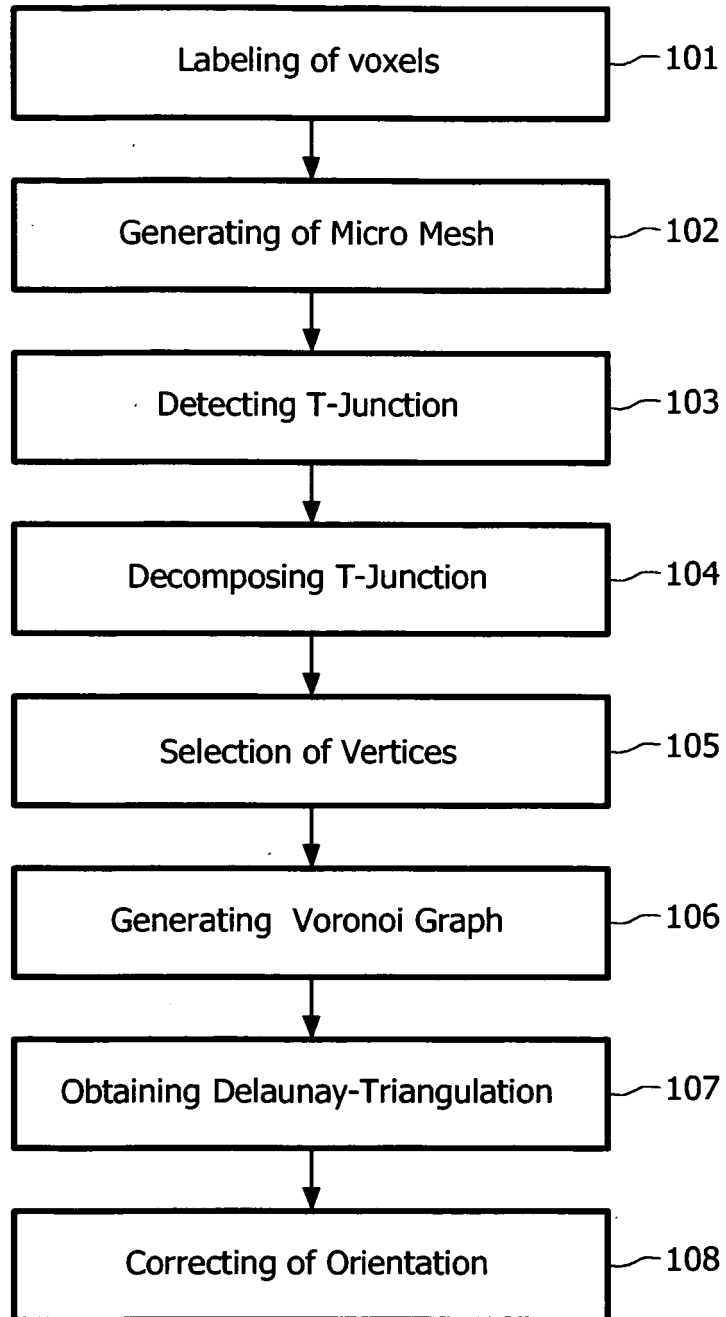 Labeling of voxels 101
Generating of Micro Mesh 102
Detecting T-Junction 103
Decomposing T-Junction 104
Selection of Vertices 105
Generating Voronoi Graph 106
Obtaining Delaunay-Triangulation 107
Correcting of Orientation 108